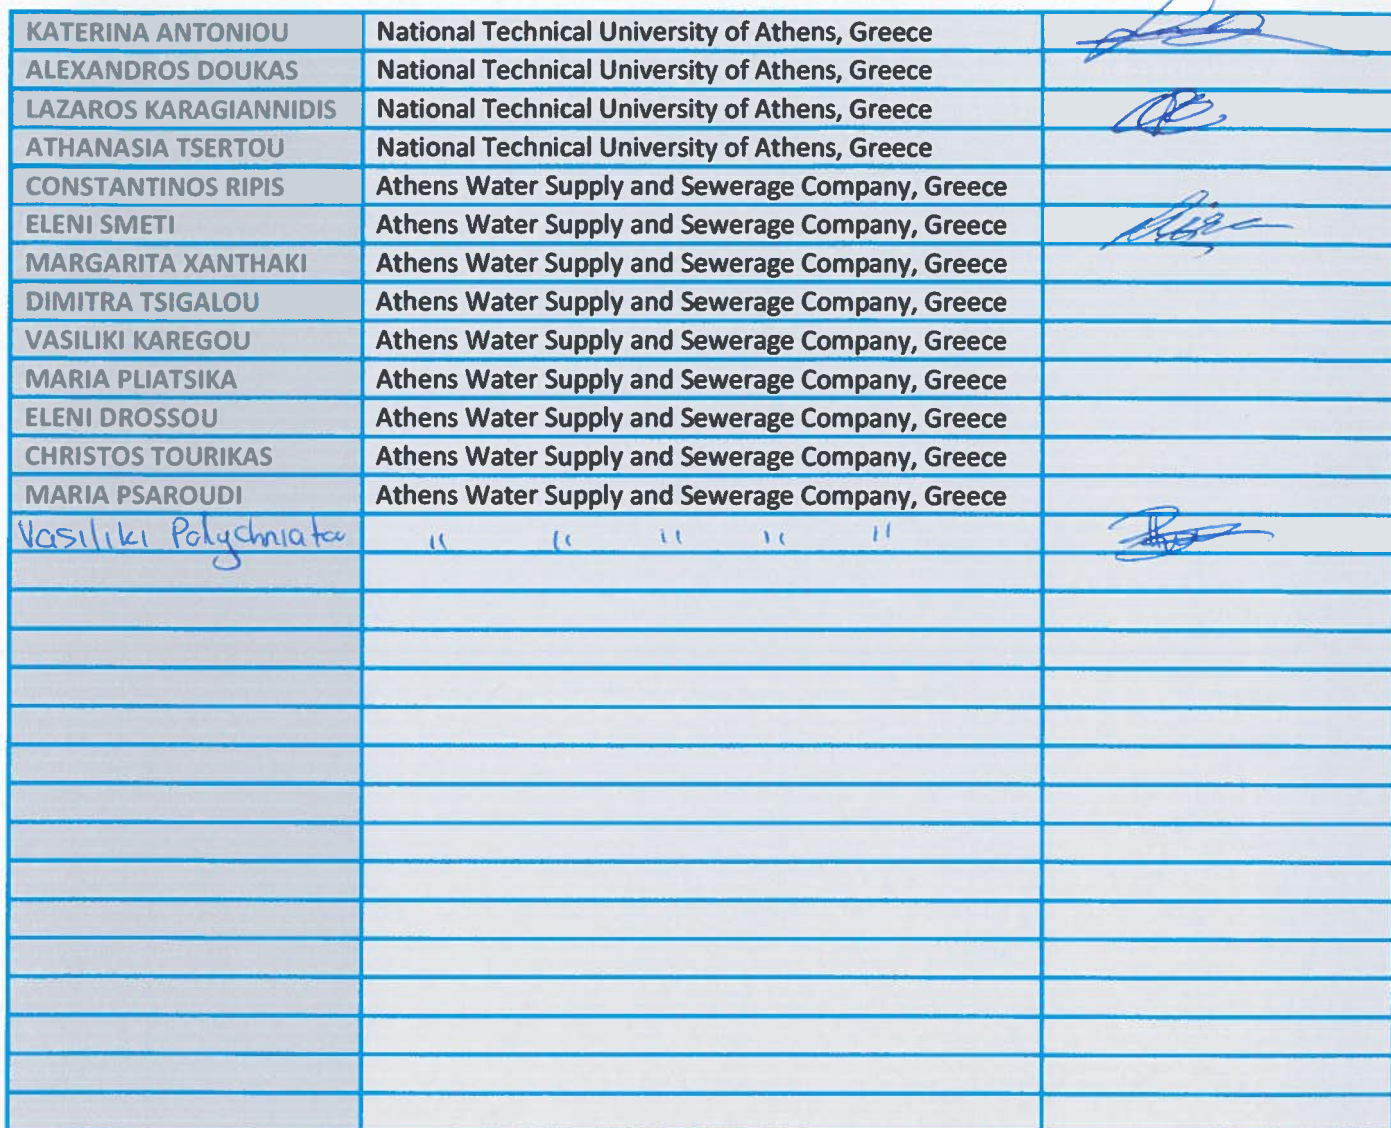 KATERINA ANTONIOU National Technical University of Athens, Greece
ALEXANDROS DOUKAS National Technical University of Athens, Greece
LAZAROS KARAGIANNIDIS National Technical University of Athens, Greece
ATHANASIA TSERTOU National Technical University of Athens, Greece
CONSTANTINOS RIPIS Athens Water Supply and Sewerage Company, Greece
ELENI SMETI Athens Water Supply and Sewerage Company, Greece
MARGARITA XANTHAKI Athens Water Supply and Sewerage Company, Greece
DIMITRA TSIGALOU Athens Water Supply and Sewerage Company, Greece
VASILIKI KAREGOU Athens Water Supply and Sewerage Company, Greece
MARIA PLIATSIKA Athens Water Supply and Sewerage Company, Greece
ELENI DROSSOU Athens Water Supply and Sewerage Company, Greece
CHRISTOS TOURIKAS Athens Water Supply and Sewerage Company, Greece
MARIA PSAROUDI Athens Water Supply and Sewerage Company, Greece
Vasiliki " " " " "